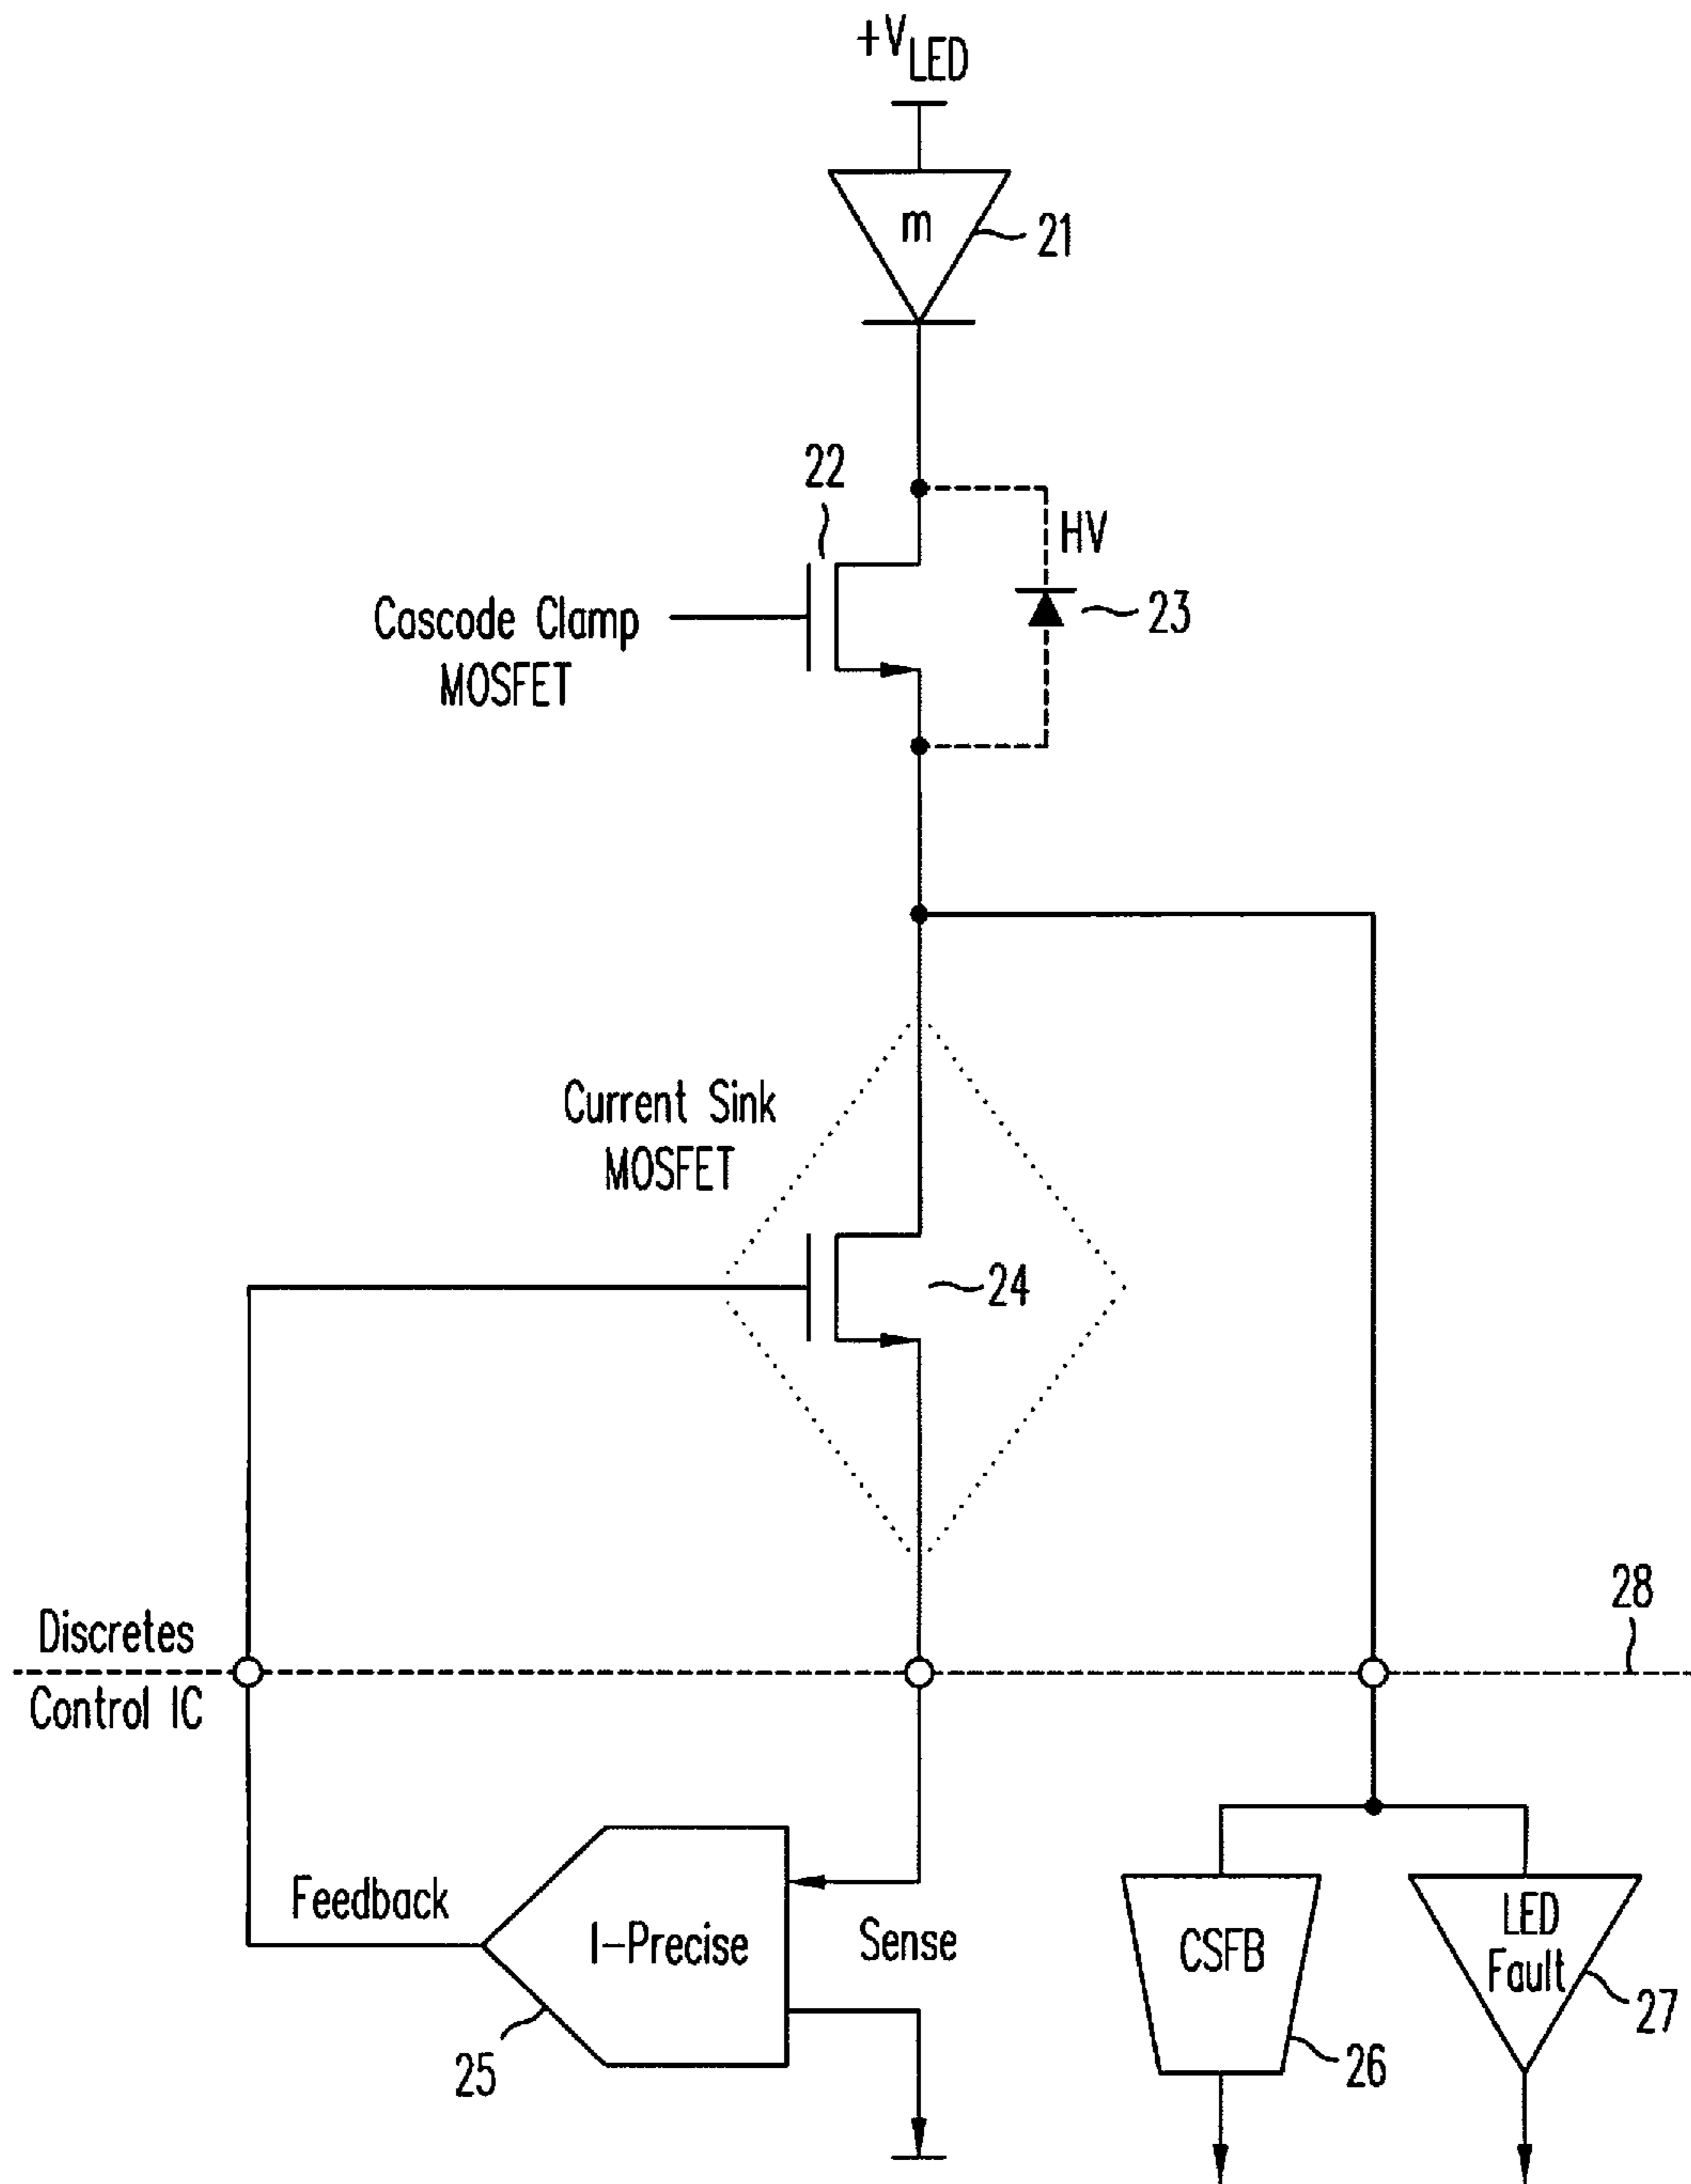 +VLED
m
21
22
HV
23
Cascode Clamp
MOSFET
Current Sink
MOSFET
24
28
Discretes
Control IC
Feedback
I-Precise
Sense
25
CSFB
LED
Fault
26
27